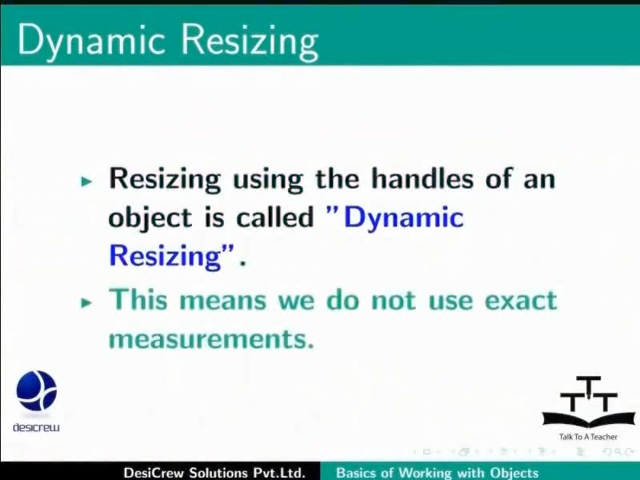 Dynamic Resizing
Resizing using the handles of an
object is called "Dynamic
Resizing".
This means we do not use exact
measurements.
desicrew
TTT
Talk To A Teacher
DesiCrew Solutions Pvt.Ltd. Basics of Working with Objects